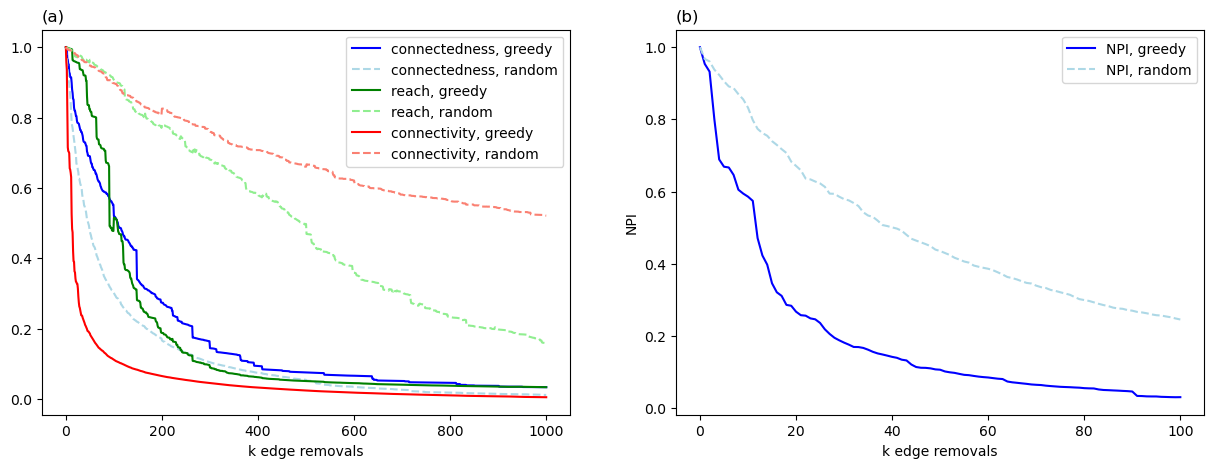 (a)
1.0
0.8
0.6
0.4
0.2
0.0
0
200
400
600
800
1000
k edge removals
connectedness, greedy
connectedness, random
reach, greedy
reach, random
connectivity, greedy
connectivity, random
(b)
NPI
1.0
0.8
0.6
0.4
0.2
0.0
0
20
40
60
80
100
k edge removals
NPI, greedy
NPI, random